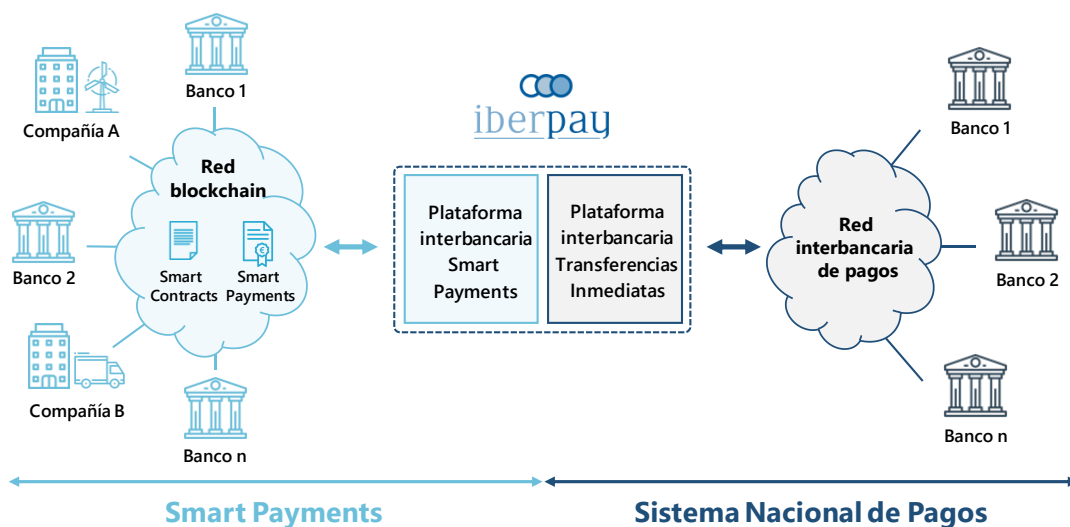 Banco 1
Compañía A
Red
blockchain
Banco 2
Smart
Contracts
Smart
Payments
€
Compañía B
Banco n
iberpay
Plataforma
interbancaria
Smart
Payments
Plataforma
interbancaria
Transferencias
Inmediatas
Red
interbancaria
de pagos
Banco 1
Banco 2
Banco n
Smart Payments
Sistema Nacional de Pagos